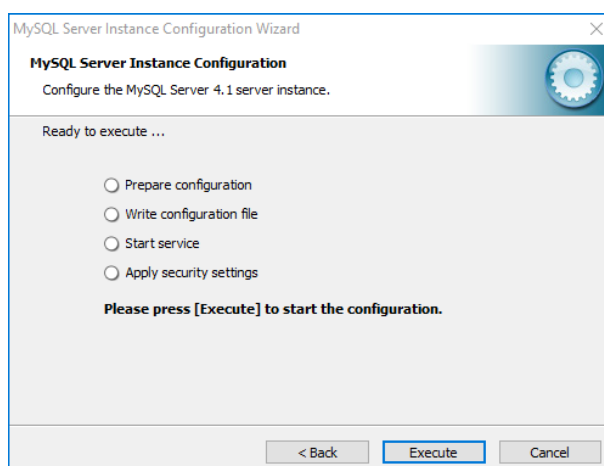 MySQL Server Instance Configuration Wizard
MySQL Server Instance Configuration
Configure the MySQL Server 4.1 server instance.
Ready to execute ...
Prepare configuration
Write configuration file
Start service
Apply security settings
Please press [Execute] to start the configuration.
< Back Execute Cancel